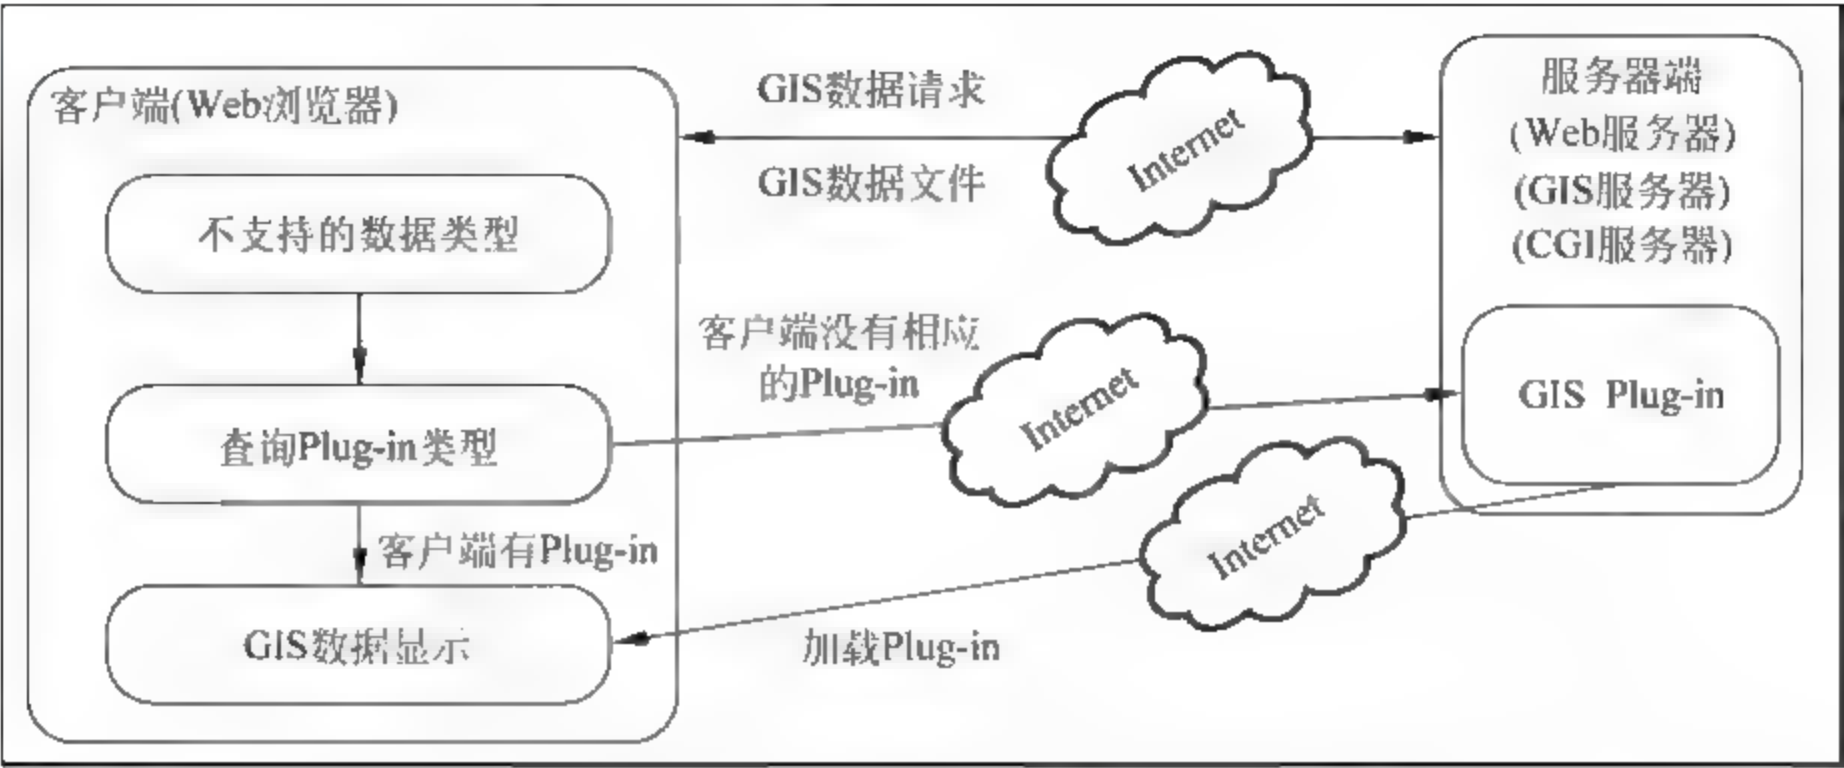 客户端(Web浏览器)
不支持的数据类型
查询Plug-in类型
客户端有Plug-in
GIS数据显示
GIS数据请求
GIS数据文件
Internet
客户端没有相应
的Plug-in
Internet
Internet
加载Plug-in
服务器端
(Web服务器)
(GIS服务器)
(CGI服务器)
GIS Plug-in